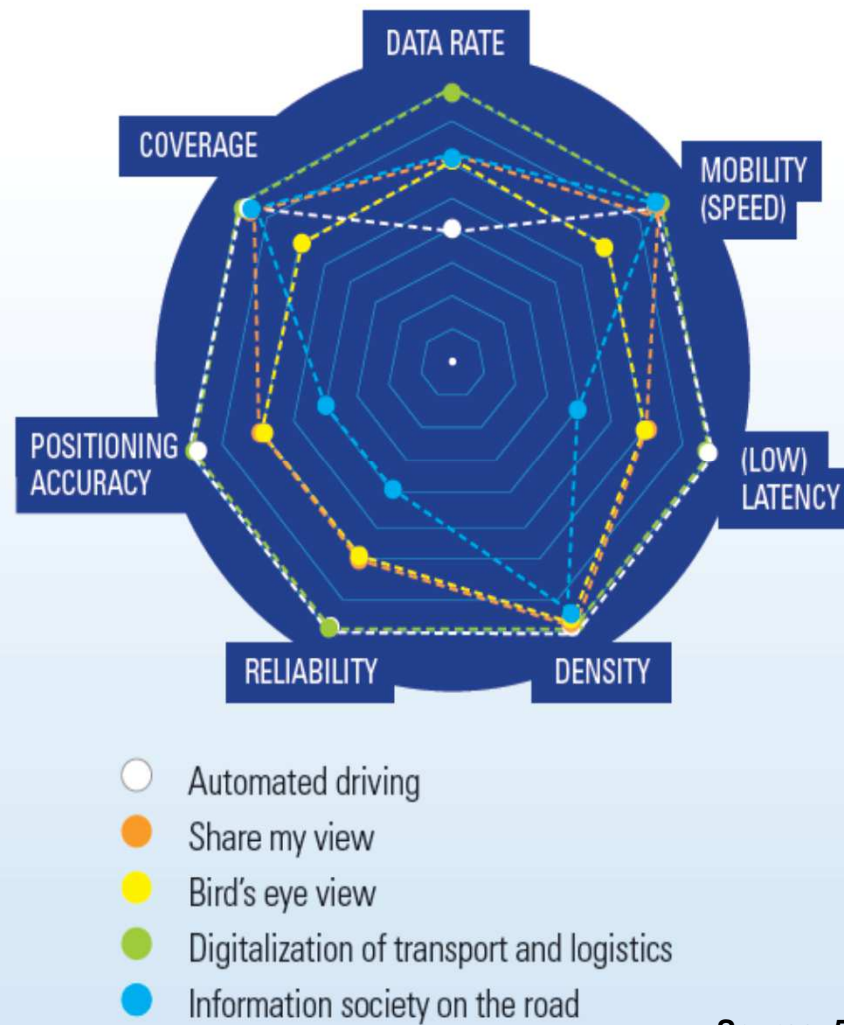 DATA RATE
COVERAGE
MOBILITY
(SPEED)
POSITIONING
ACCURACY
(LOW)
LATENCY
RELIABILITY
DENSITY
Automated driving
Share my view
Bird's eye view
Digitalization of transport and logistics
Information society on the road